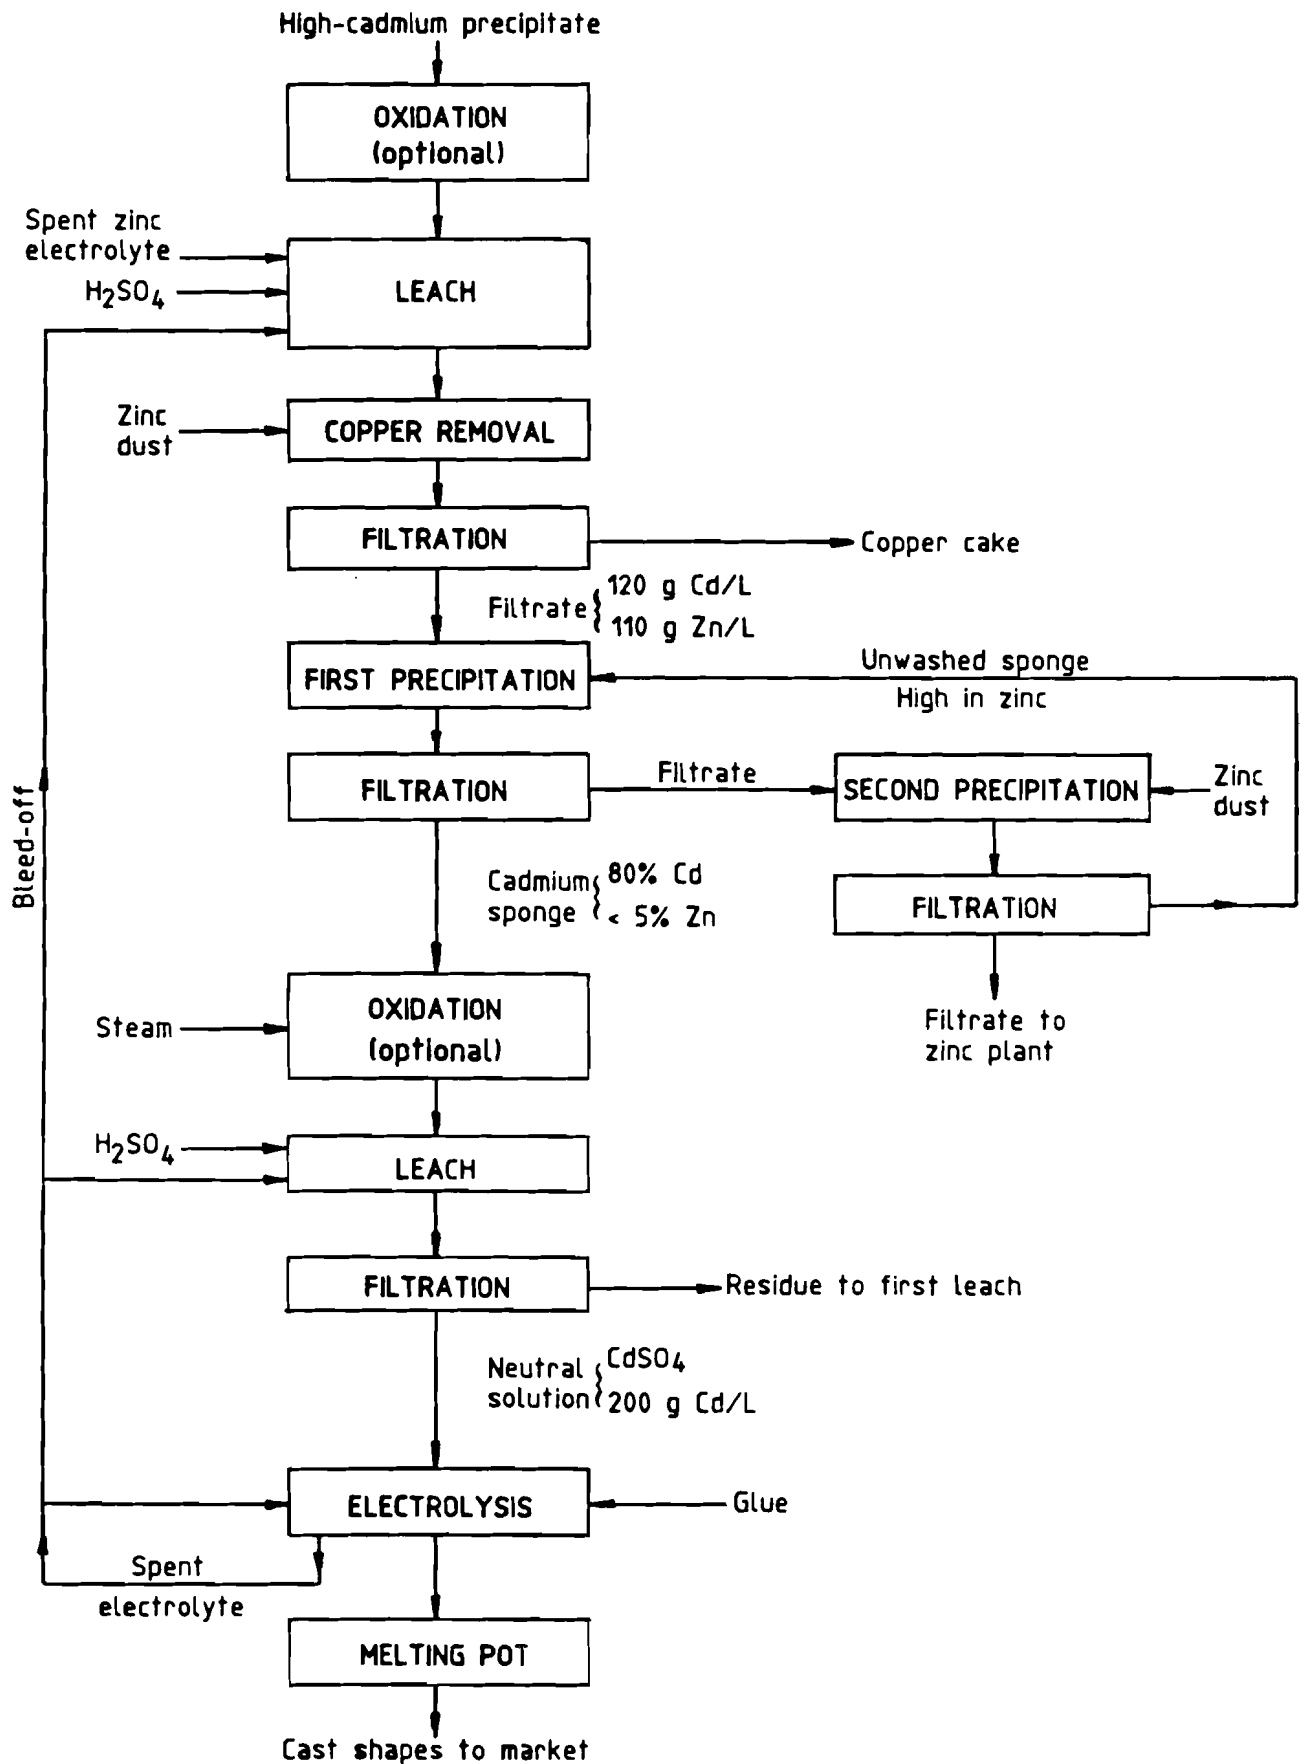 High-cadmium precipitate
OXIDATION
(optional)
Spent zinc
electrolyte
H₂SO₄
LEACH
Zinc
dust
COPPER REMOVAL
FILTRATION
Copper cake
Filtrate { 120 g Cd/L
110 g Zn/L
FIRST PRECIPITATION
Unwashed sponge
High in zinc
FILTRATION
Filtrate
SECOND PRECIPITATION
Zinc
dust
Bleed-off
Cadmium
sponge { 80% Cd
< 5% Zn
FILTRATION
Filtrate to
zinc plant
Steam
OXIDATION
(optional)
H₂SO₄
LEACH
FILTRATION
Residue to first leach
Neutral
solution { CdSO₄
200 g Cd/L
ELECTROLYSIS
Glue
Spent
electrolyte
MELTING POT
Cast shapes to market